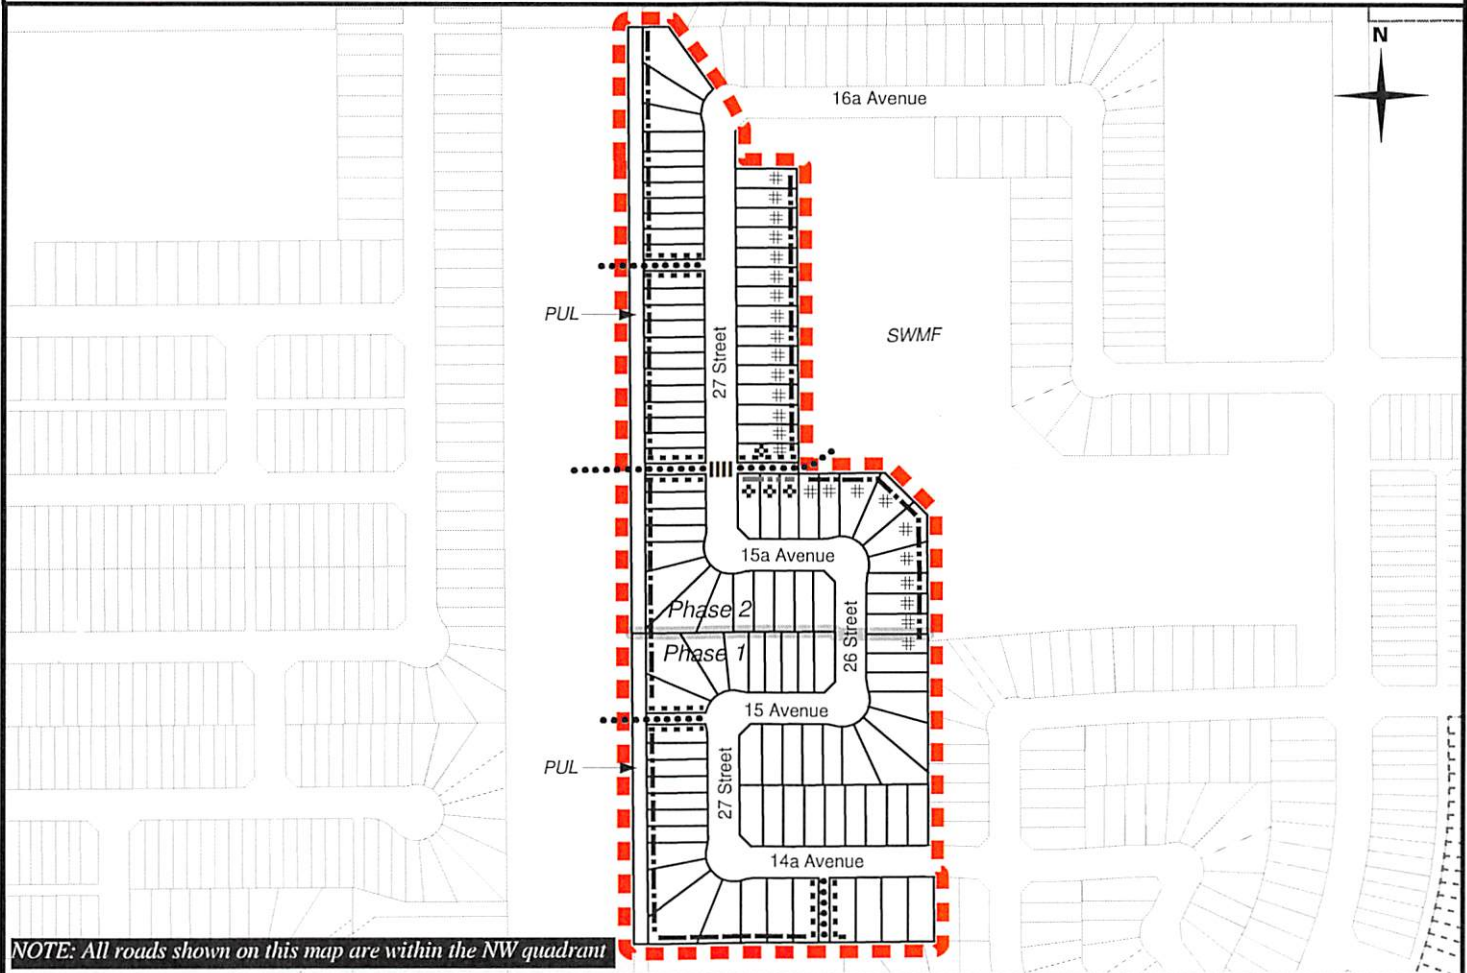 N
16a Avenue
PUL
27 Street
SWMF
15a Avenue
Phase 2
26 Street
Phase 1
15 Avenue
PUL
27 Street
14a Avenue
NOTE: All roads shown on this map are within the NW quadrant